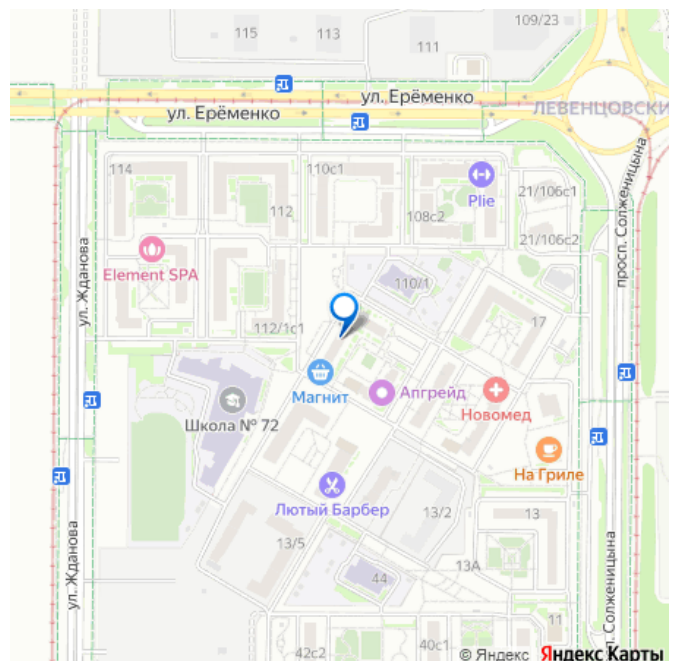 109/23
115
113
111
ул. Ерёменко
ул. Ерёменко
ЛЕВЕНЦОВСКИ
114
110с1
Plie
21/106с1
112
108с2
просп. Солженицына
21/106с2
ул. Жданова
Element SPA
110/1
112/1с1
17
Магнит
Апгрейд
Новомед
Школа № 72
На Гриле
Лютый Барбер
13/2
13
13/5
ул. Жданова
13А
44
. Солженицына
11
42с2
40с1
© Яндекс Яндекс Карты